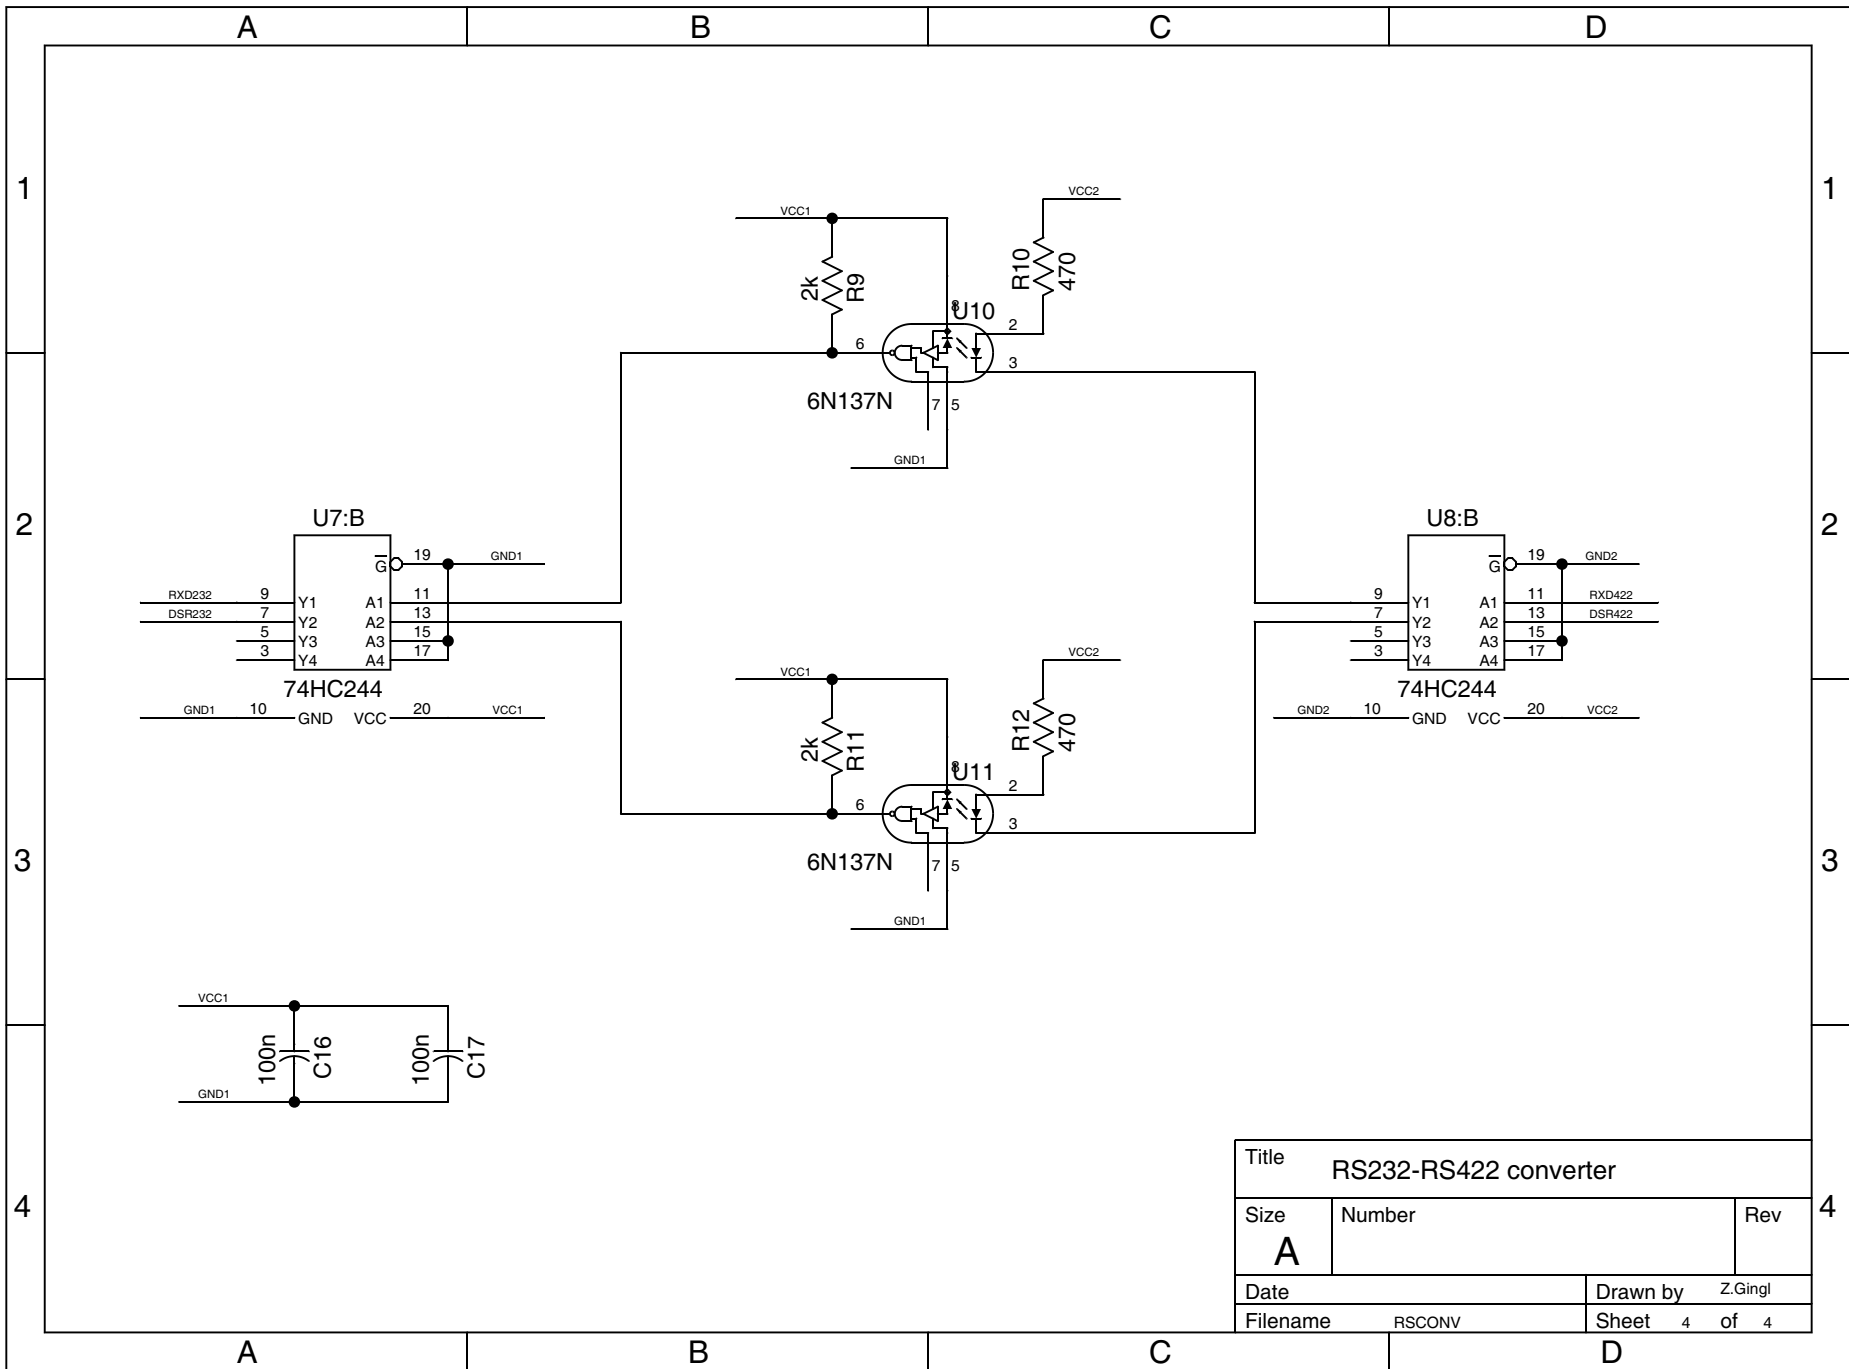 A B C D
1 1
VCC2
VCC1
R10
470
2k
R9
8
U10
2
6
3
6N137N
7 5
GND1
2 2
U7:B
U8:B
G 19 GND1
G 19 GND2
RXD232 9 Y1 A1 11
DSR232 7 Y2 A2 13
5 Y3 A3 15
3 Y4 A4 17
9 Y1 A1 11 RXD422
7 Y2 A2 13 DSR422
5 Y3 A3 15
3 Y4 A4 17
74HC244
74HC244
GND1 10 GND VCC 20 VCC1
GND2 10 GND VCC 20 VCC2
VCC2
VCC1
R12
470
2k
R11
8
U11
2
6
3
6N137N
7 5
GND1
3 3
VCC1
100n
C16
100n
C17
GND1
4 4
Title RS232-RS422 converter
Size Number Rev
A
Date Drawn by Z.Gingl
Filename RSCONV Sheet 4 of 4
A B C D